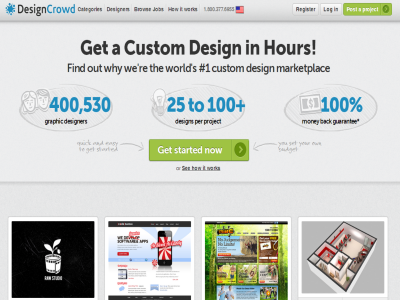 DesignCrowd
Categories Designers Browse Jobs How it works 1.800.377.8685 Register Log in Post a project
Get a Custom Design in Hours!
Find out why we're the world's #1 custom design marketplace
400,530
graphic designers
25 to 100+
designs per project
100%
money back guarantee*
quick and easy
to get started
Get started now
you set your own
budget
or See how it works
RAW STUDIO
WE DEVELOP
SOFTWARE APPS